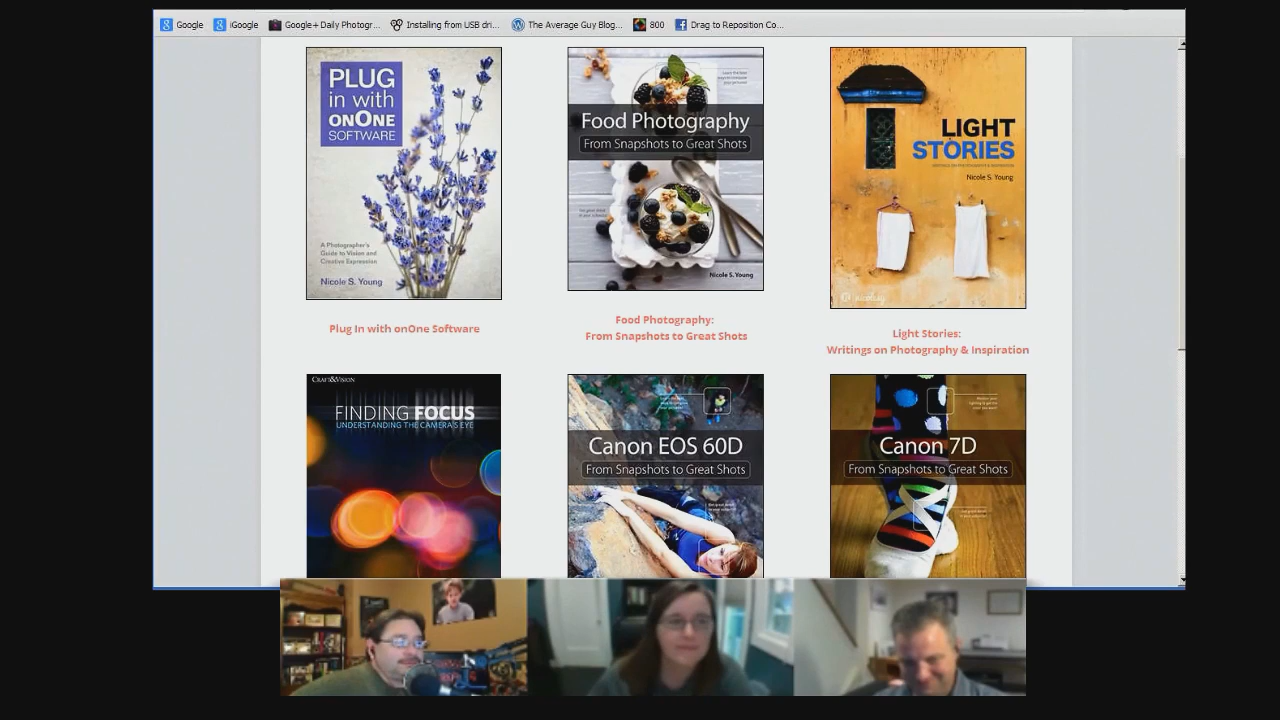 Google
iGoogle
Google+ Daily Photogr...
Installing from USB dri...
The Average Guy Blog...
800
Drag to Reposition Co...
PLUG
in with
onOne
SOFTWARE
A Photographer's
Guide to Vision and
Creative Expression
Nicole S. Young
Food Photography
From Snapshots to Great Shots
Nicole S. Young
LIGHT
STORIES
WRITINGS ON PHOTOGRAPHY & INSPIRATION
Nicole S. Young
Plug In with onOne Software
Food Photography:
From Snapshots to Great Shots
Light Stories:
Writings on Photography & Inspiration
CRAFT&VISION
FINDING FOCUS
UNDERSTANDING THE CAMERA'S EYE
Canon EOS 60D
From Snapshots to Great Shots
Canon 7D
From Snapshots to Great Shots